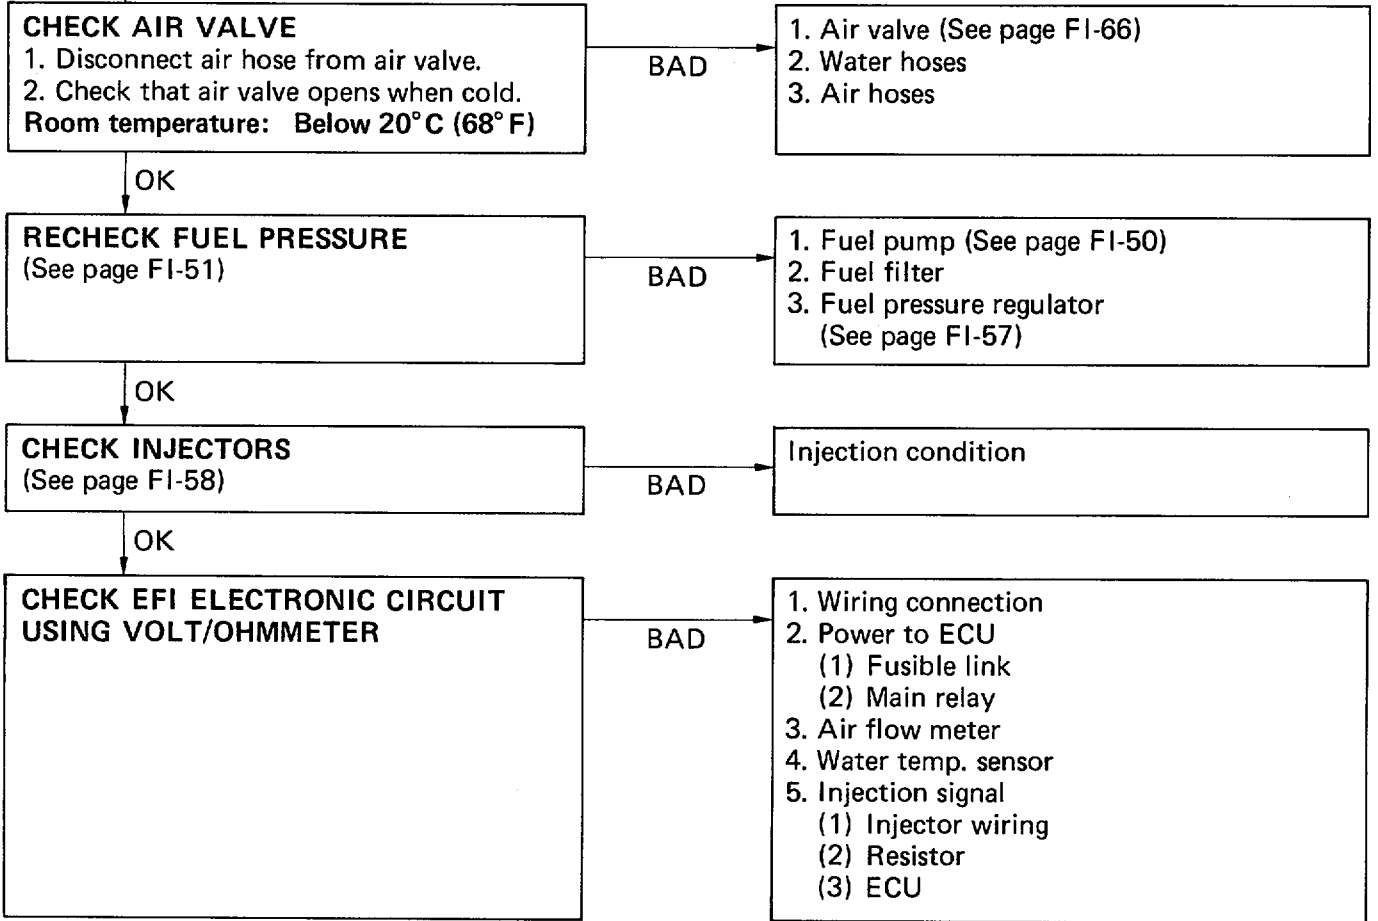 CHECK AIR VALVE
1. Disconnect air hose from air valve.
2. Check that air valve opens when cold.
Room temperature: Below 20°C (68°F)
BAD
1. Air valve (See page FI-66)
2. Water hoses
3. Air hoses
OK
RECHECK FUEL PRESSURE
(See page FI-51)
BAD
1. Fuel pump (See page FI-50)
2. Fuel filter
3. Fuel pressure regulator
(See page FI-57)
OK
CHECK INJECTORS
(See page FI-58)
BAD
Injection condition
OK
CHECK EFI ELECTRONIC CIRCUIT
USING VOLT/OHMMETER
BAD
1. Wiring connection
2. Power to ECU
(1) Fusible link
(2) Main relay
3. Air flow meter
4. Water temp. sensor
5. Injection signal
(1) Injector wiring
(2) Resistor
(3) ECU